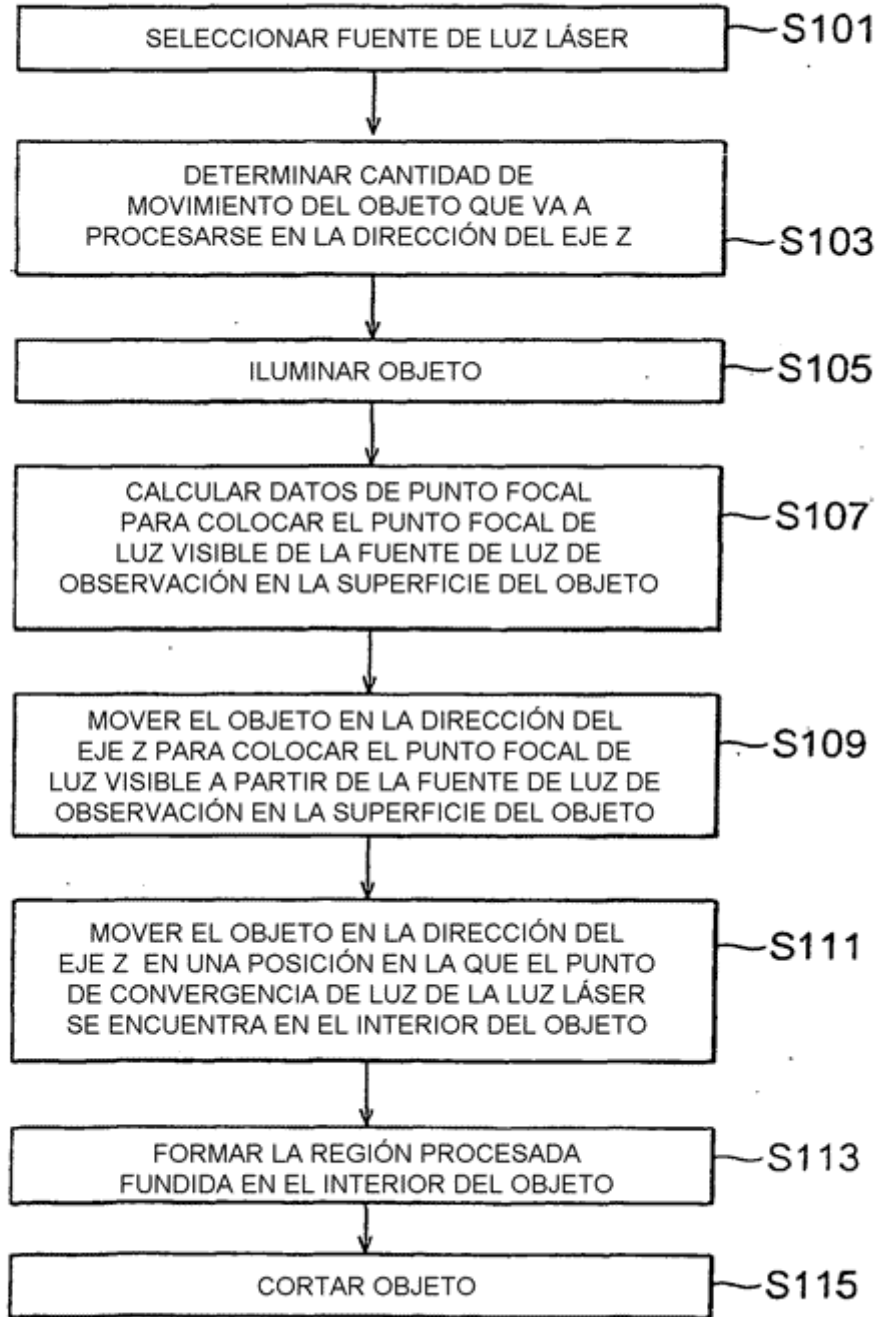 SELECCIONAR FUENTE DE LUZ LÁSER
S101
DETERMINAR CANTIDAD DE
MOVIMIENTO DEL OBJETO QUE VA A
PROCESARSE EN LA DIRECCIÓN DEL EJE Z
S103
ILUMINAR OBJETO
S105
CALCULAR DATOS DE PUNTO FOCAL
PARA COLOCAR EL PUNTO FOCAL DE
LUZ VISIBLE DE LA FUENTE DE LUZ DE
OBSERVACIÓN EN LA SUPERFICIE DEL OBJETO
S107
MOVER EL OBJETO EN LA DIRECCIÓN DEL
EJE Z PARA COLOCAR EL PUNTO FOCAL DE
LUZ VISIBLE A PARTIR DE LA FUENTE DE LUZ DE
OBSERVACIÓN EN LA SUPERFICIE DEL OBJETO
S109
MOVER EL OBJETO EN LA DIRECCIÓN DEL
EJE Z EN UNA POSICIÓN EN LA QUE EL PUNTO
DE CONVERGENCIA DE LUZ DE LA LUZ LÁSER
SE ENCUENTRA EN EL INTERIOR DEL OBJETO
S111
FORMAR LA REGIÓN PROCESADA
FUNDIDA EN EL INTERIOR DEL OBJETO
S113
CORTAR OBJETO
S115